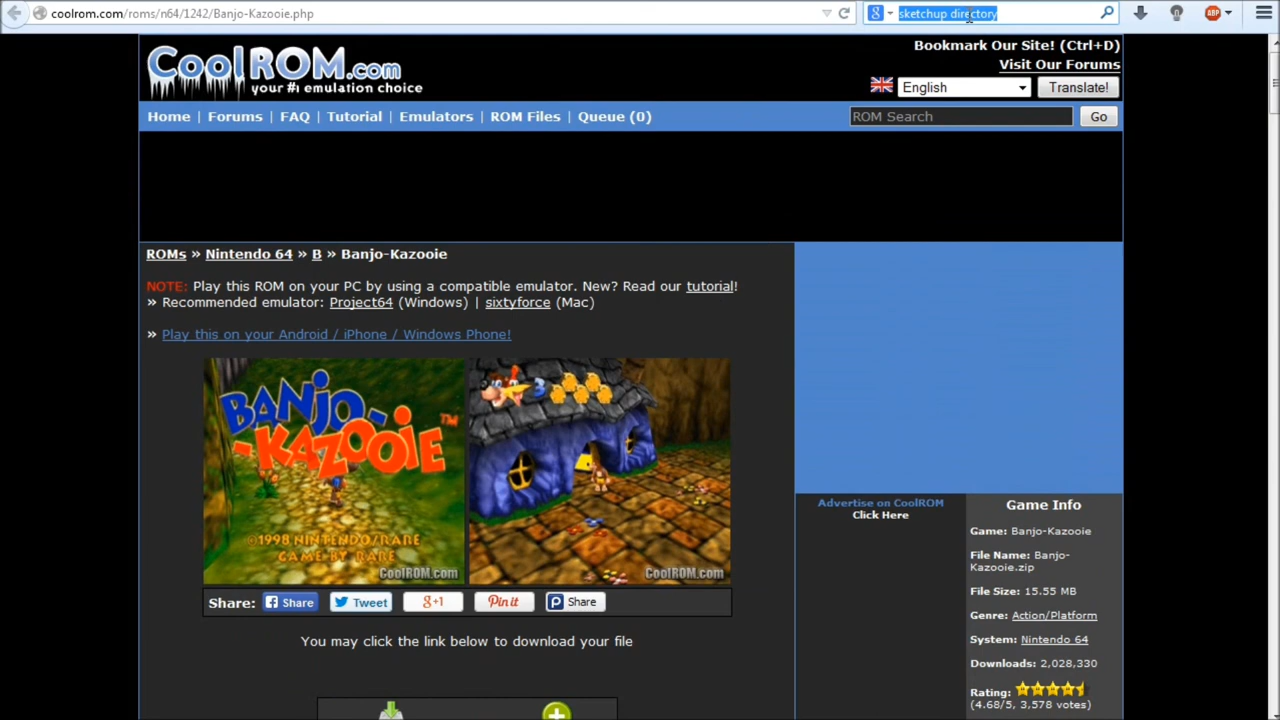 coolrom.com/roms/n64/1242/Banjo-Kazooie.php
sketchup directory
ABP
CoolROM.com
your #1 emulation choice
Bookmark Our Site! (Ctrl+D)
Visit Our Forums
English
Translate!
Home | Forums | FAQ | Tutorial | Emulators | ROM Files | Queue (0)
ROM Search
Go
ROMs » Nintendo 64 » B » Banjo-Kazooie
NOTE: Play this ROM on your PC by using a compatible emulator. New? Read our tutorial!
» Recommended emulator: Project64 (Windows) | sixtyforce (Mac)
» Play this on your Android / iPhone / Windows Phone!
BANJO-
-KAZOOIE™
©1998 NINTENDO/RARE
GAME BY RARE
CoolROM.com
3
CoolROM.com
Share:
Share
Tweet
g+1
Pin it
Share
You may click the link below to download your file
Advertise on CoolROM
Click Here
Game Info
Game: Banjo-Kazooie
File Name: Banjo-
Kazooie.zip
File Size: 15.55 MB
Genre: Action/Platform
System: Nintendo 64
Downloads: 2,028,330
Rating:
(4.68/5, 3,578 votes)